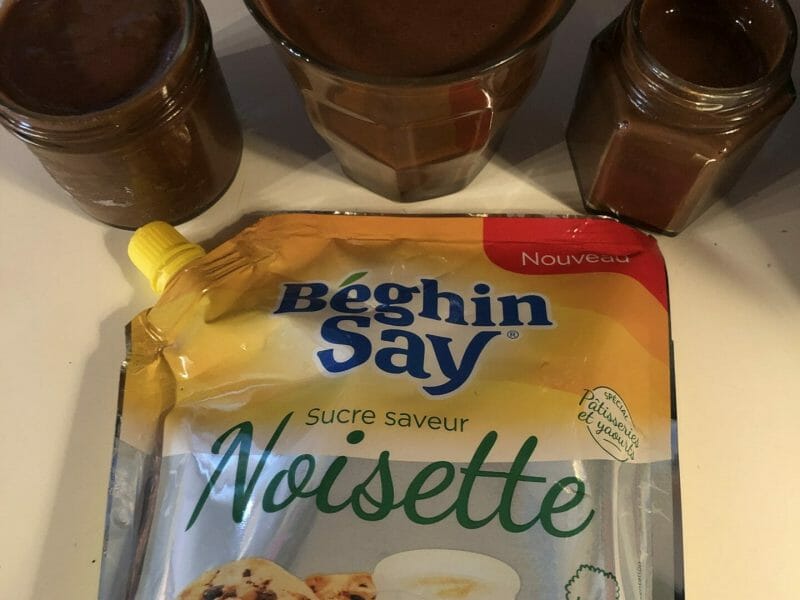 Nouveau
Béghin
Say®
Sucre saveur
Noisette
SPÉCIAL
Pâtisseries
et yaourts